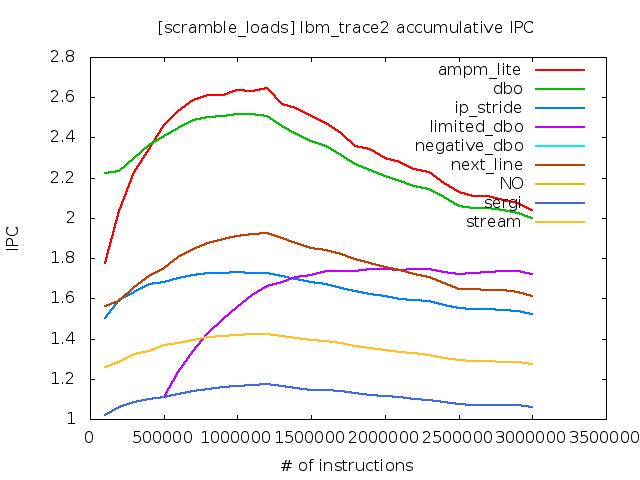 [scramble_loads] lbm_trace2 accumulative IPC
2.8
2.6
2.4
2.2
2
1.8
1.6
1.4
1.2
1
IPC
ampm_lite
dbo
ip_stride
limited_dbo
negative_dbo
next_line
NO
sergi
stream
0 500000 1000000 1500000 2000000 2500000 3000000 3500000
# of instructions